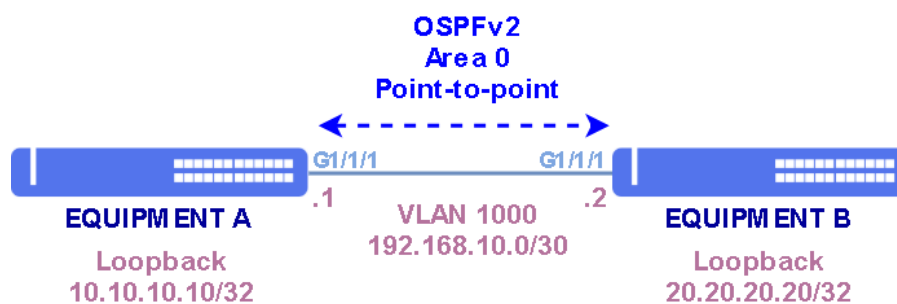 OSPFv2
Area 0
Point-to-point
G1/1/1
G1/1/1
.1
.2
EQUIPMENT A
VLAN 1000
192.168.10.0/30
EQUIPMENT B
Loopback
10.10.10.10/32
Loopback
20.20.20.20/32